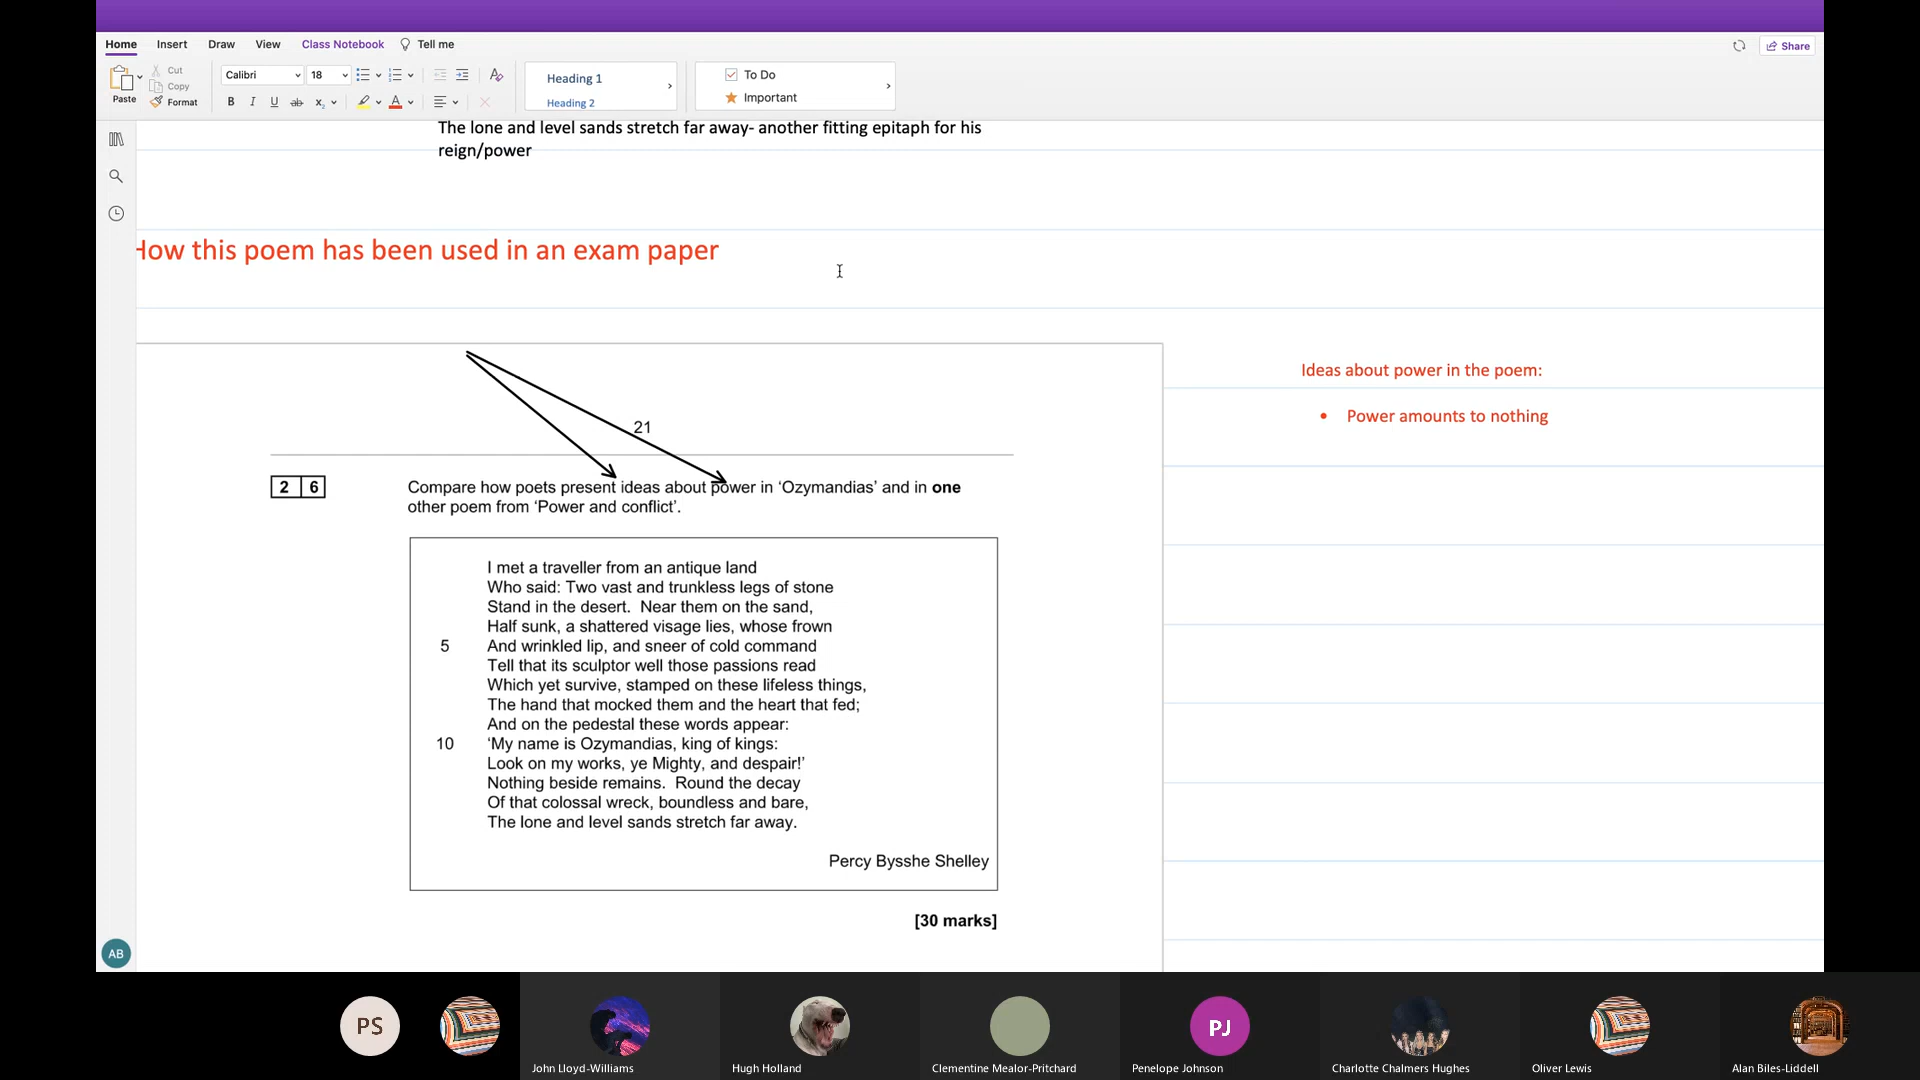 Home Insert Draw View Class Notebook Tell me
Share
Paste
Cut
Copy
Format
Calibri 18
B I U ab x₂ A
Heading 1
Heading 2
To Do
Important
The lone and level sands stretch far away- another fitting epitaph for his
reign/power
How this poem has been used in an exam paper
Ideas about power in the poem:
• Power amounts to nothing
21
2 6
Compare how poets present ideas about power in ‘Ozymandias’ and in one
other poem from ‘Power and conflict’.
I met a traveller from an antique land
Who said: Two vast and trunkless legs of stone
Stand in the desert. Near them on the sand,
Half sunk, a shattered visage lies, whose frown
5 And wrinkled lip, and sneer of cold command
Tell that its sculptor well those passions read
Which yet survive, stamped on these lifeless things,
The hand that mocked them and the heart that fed;
And on the pedestal these words appear:
10 ‘My name is Ozymandias, king of kings:
Look on my works, ye Mighty, and despair!’
Nothing beside remains. Round the decay
Of that colossal wreck, boundless and bare,
The lone and level sands stretch far away.
Percy Bysshe Shelley
[30 marks]
AB
PS
PJ
John Lloyd-Williams
Hugh Holland
Clementine Mealor-Pritchard
Penelope Johnson
Charlotte Chalmers Hughes
Oliver Lewis
Alan Biles-Liddell